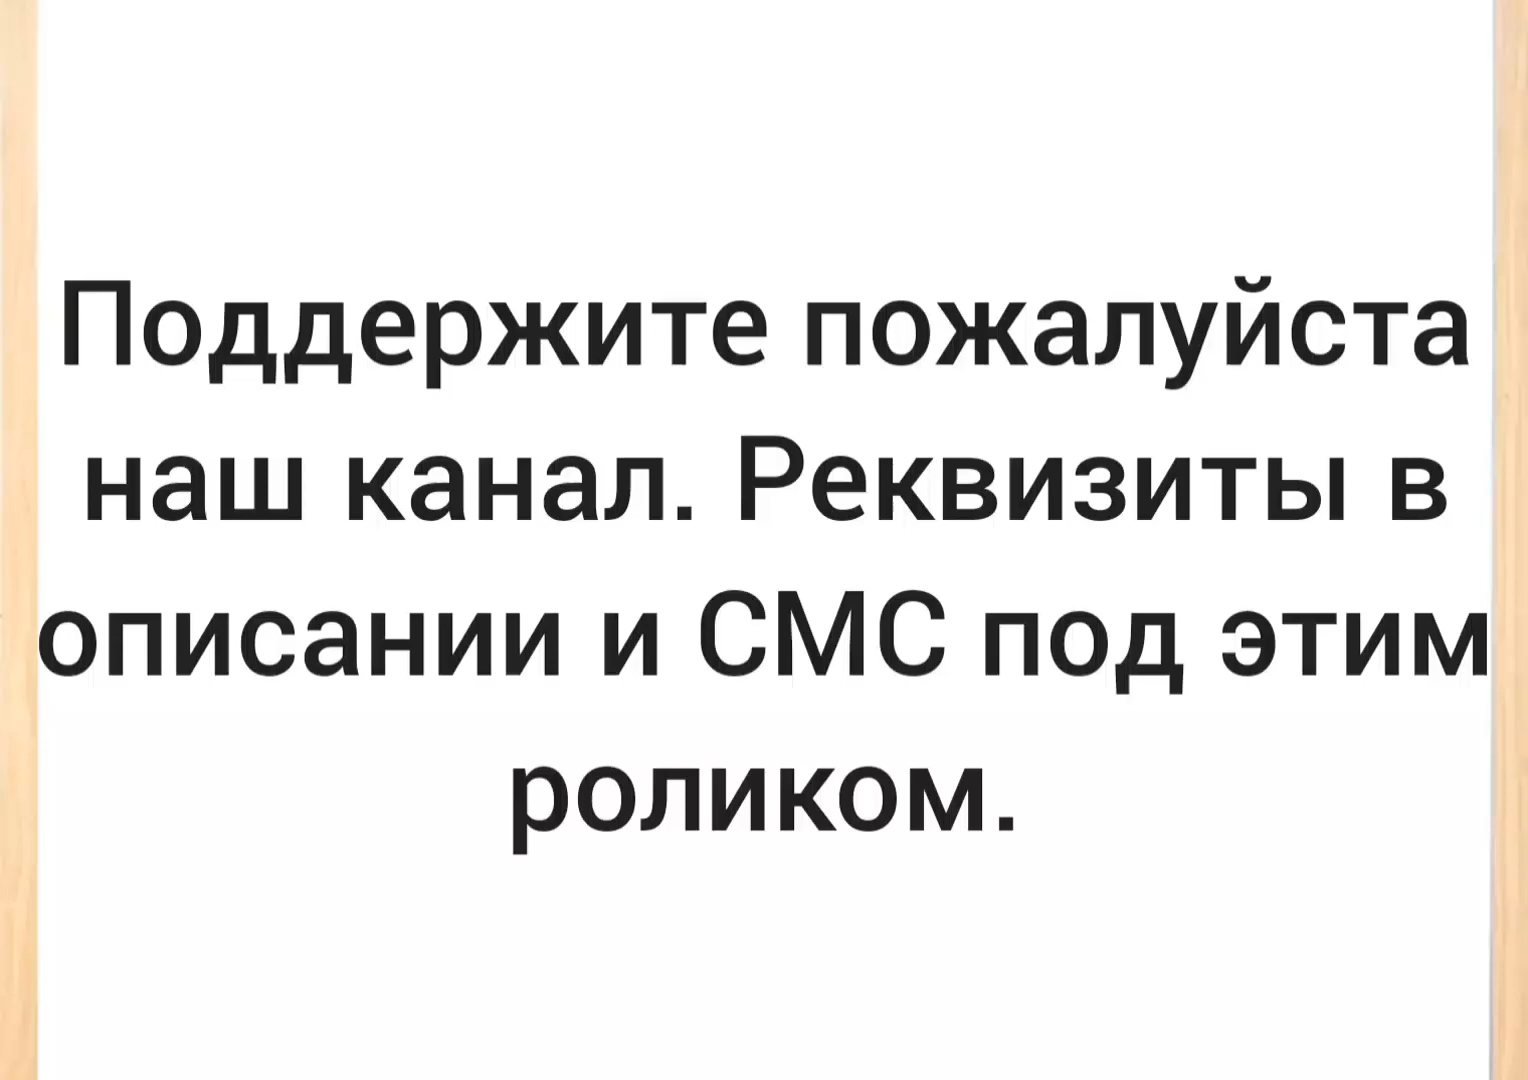 Поддержите пожалуйста
наш канал. Реквизиты в
описании и СМС под этим
роликом.